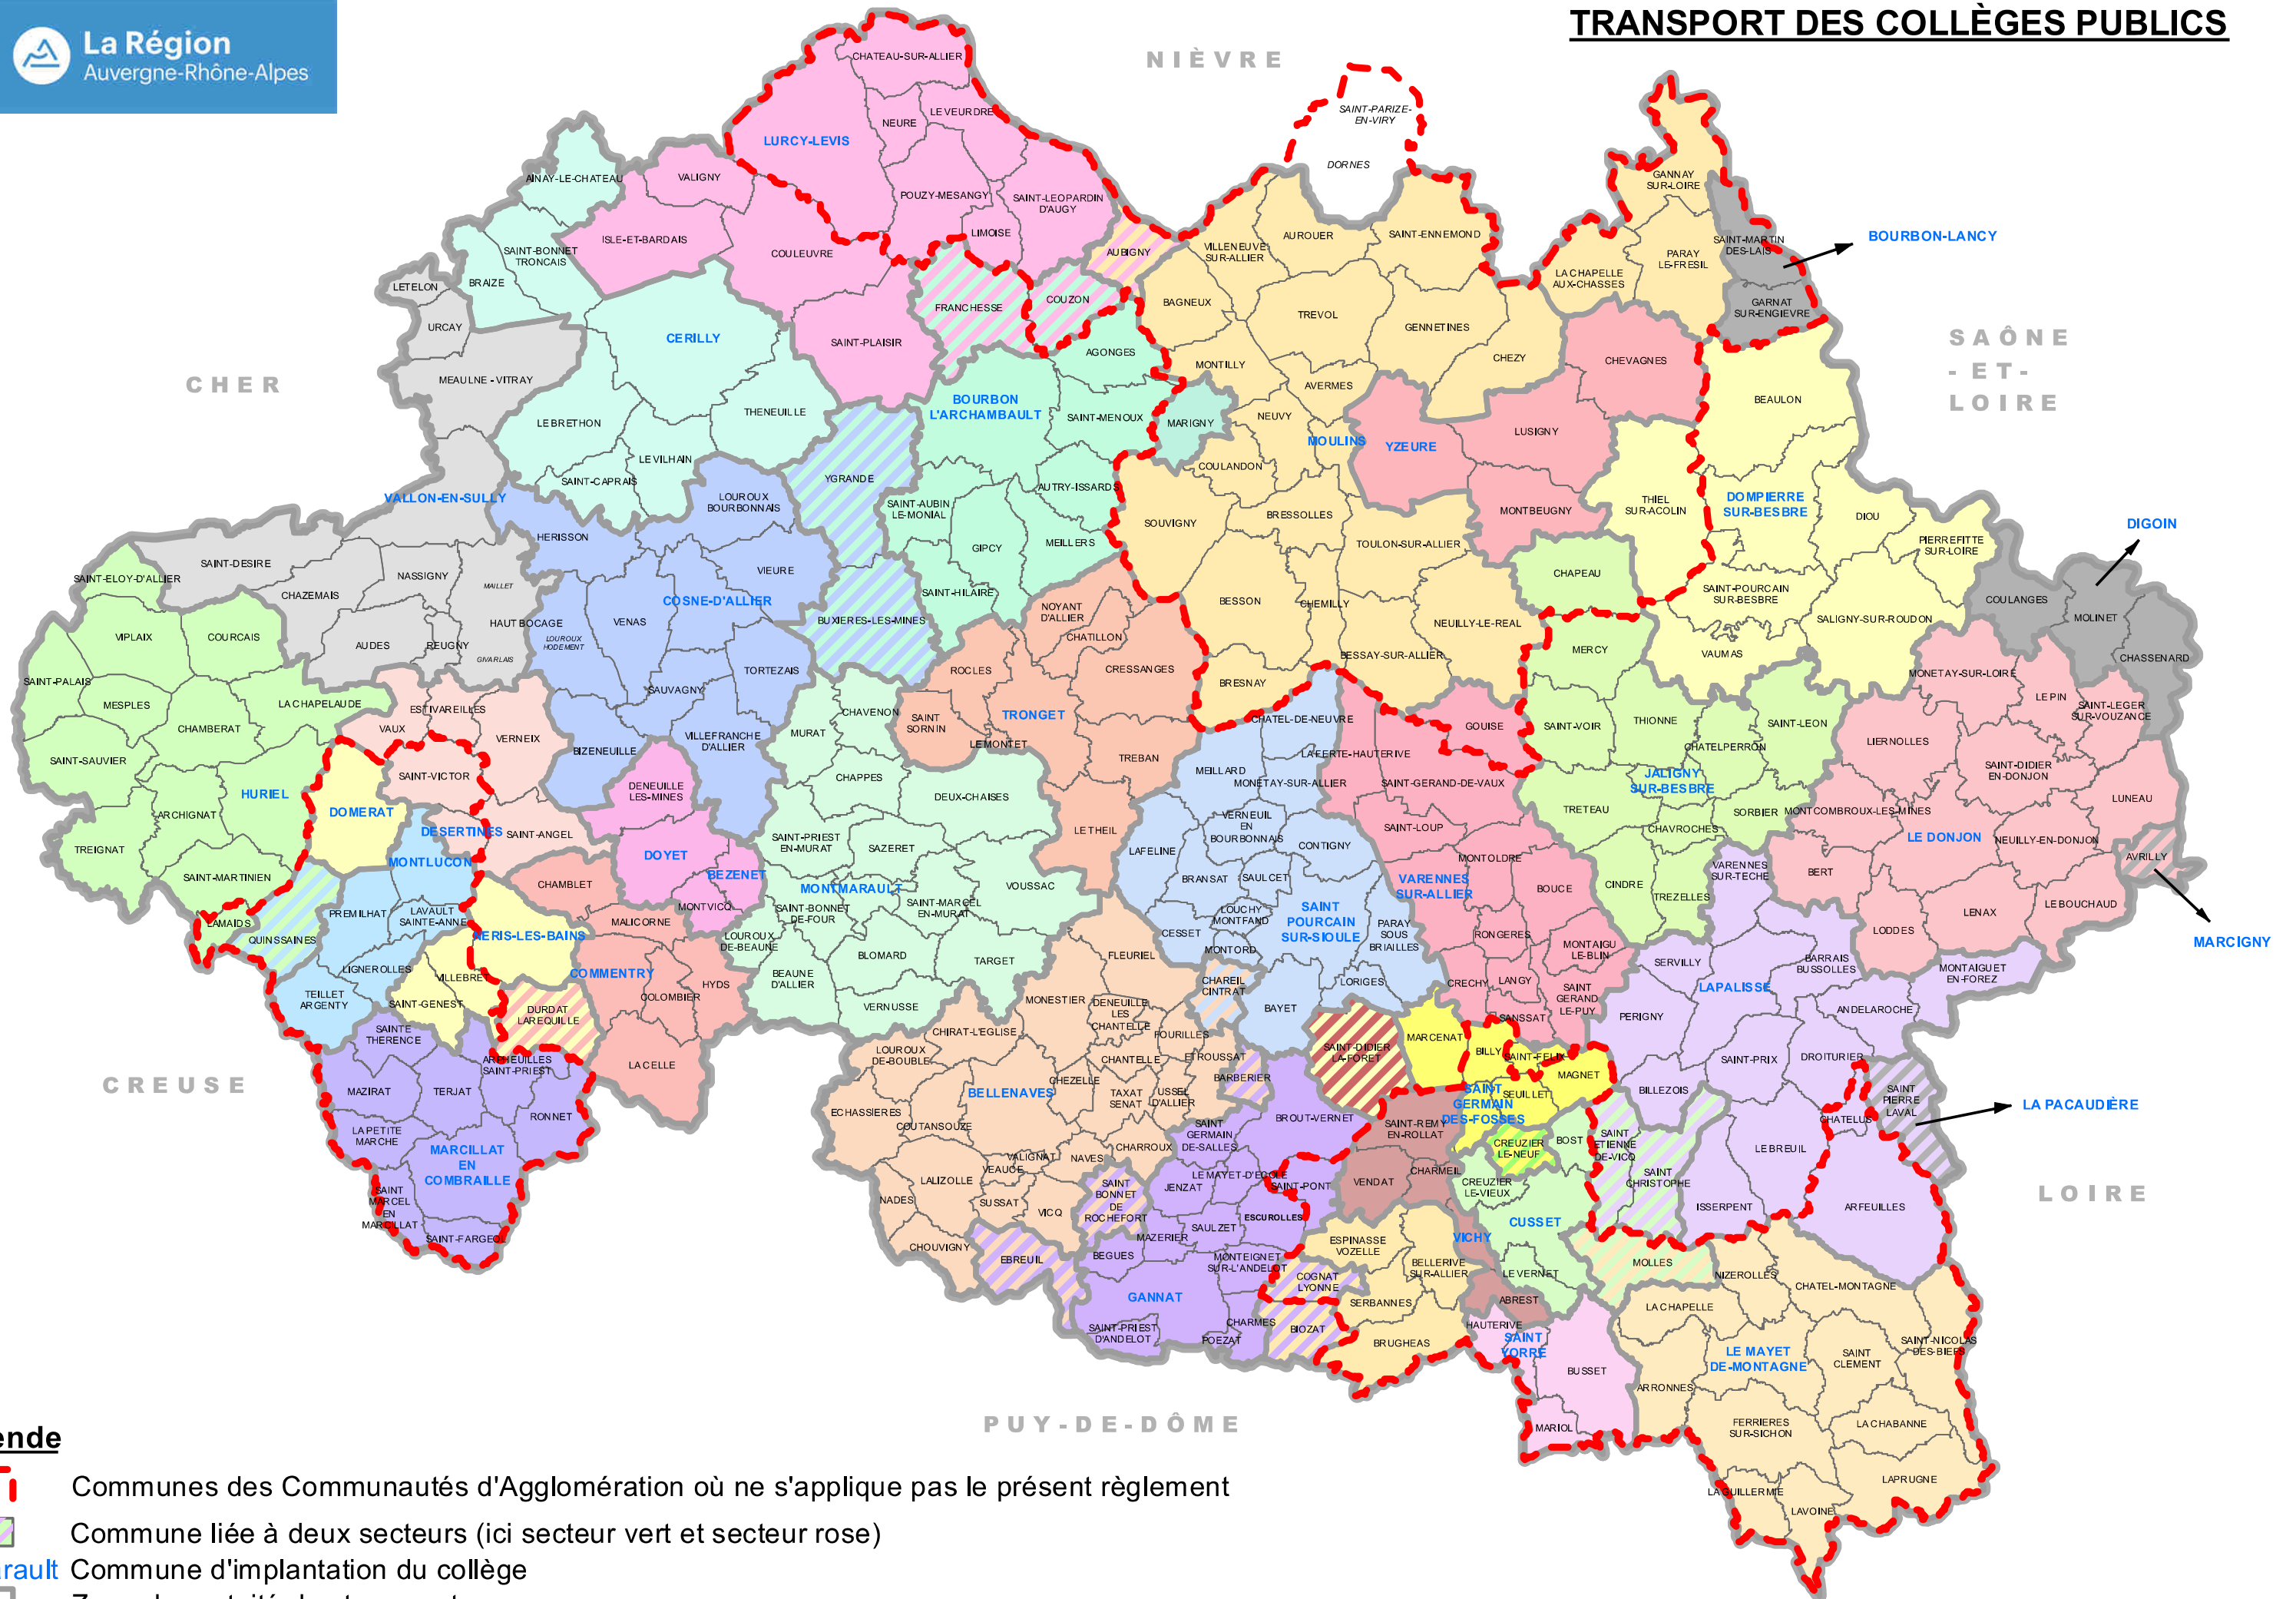 La Région
Auvergne-Rhône-Alpes
TRANSPORT DES COLLÈGES PUBLICS
NIÈVRE
CHER
SAÔNE
- ET -
LOIRE
CREUSE
LOIRE
PUY-DE-DÔME
CHATEAU-SUR-ALLIER
LE VEURDRE
NEURE
LURCY-LEVIS
POUZY-MESANGY
SAINT-LEOPARDIN
D'AUGY
LIMOISE
VALIGNY
AINAY-LE-CHATEAU
ISLE-ET-BARDAIS
COULEUVRE
SAINT-BONNET
TRONCAIS
BRAIZE
LETELON
URCAY
MEAULNE - VITRAY
CERILLY
SAINT-PLAISIR
FRANCHESSE
COUZON
AUBIGNY
SAINT-PARIZE-
EN-VIRY
DORNES
VILLENEUVE
SUR-ALLIER
AUROUER
SAINT-ENNEMOND
BAGNEUX
TREVOL
GENNETINES
CHEZY
MONTILLY
AVERMES
GANNAY
SUR-LOIRE
SAINT-MARTIN
DES-LAIS
BOURBON-LANCY
PARAY
LE-FRESIL
LA CHAPELLE
AUX-CHASSES
GARNAT
SUR-ENGIEVRE
CHEVAGNES
BEAULON
AGONGES
BOURBON
L'ARCHAMBAULT
SAINT-MENOUX
MARIGNY
NEUVY
MOULINS
YZEURE
LUSIGNY
COULANDON
LE BRETHON
THENEUILLE
LE VILHAIN
SAINT-CAPRAIS
VALLON-EN-SULLY
LOUROUX
BOURBONNAIS
YGRANDE
SAINT-AUBIN
LE-MONIAL
AUTRY-ISSARDS
SOUVIGNY
BRESSOLLES
MONTBEUGNY
THIEL
SUR-ACOLIN
DOMPIERRE
SUR-BESBRE
DIOU
PIERREFITTE
SUR-LOIRE
DIGOIN
HERISSON
GIPCY
MEILLERS
TOULON-SUR-ALLIER
CHAPEAU
SAINT-POURCAIN
SUR-BESBRE
SALIGNY-SUR-ROUDON
COULANGES
MOLINET
CHASSENARD
SAINT-DESIRE
SAINT-ELOY-D'ALLIER
CHAZEMAIS
NASSIGNY
MAILLET
HAUT BOCAGE
LOUROUX
HODEMENT
GIVARLAIS
VIEURE
COSNE-D'ALLIER
VENAS
BUXIERES-LES-MINES
SAINT-HILAIRE
NOYANT
D'ALLIER
CHATILLON
BESSON
CHEMILLY
NEUILLY-LE-REAL
MERCY
VAUMAS
VIPLAIX
COURCAIS
AUDES
REUGNY
TORTEZAIS
ROCLES
CRESSANGES
BRESNAY
BESSAY-SUR-ALLIER
SAINT-PALAIS
MESPLES
LA CHAPELAUDE
ESTIVAREILLES
SAUVAGNY
MONETAY-SUR-LOIRE
LE PIN
SAINT-LEGER
SUR-VOUZANCE
CHAMBERAT
VAUX
VERNEIX
BIZENEUILLE
VILLEFRANCHE
D'ALLIER
MURAT
CHAVENON
SAINT
SORNIN
TRONGET
LE MONTET
TREBAN
CHATEL-DE-NEUVRE
GOUISE
SAINT-VOIR
THIONNE
SAINT-LEON
CHATELPERRON
LIERNOLLES
SAINT-SAUVIER
SAINT-VICTOR
CHAPPES
MEILLARD
LA FERTE-HAUTERIVE
MONETAY-SUR-ALLIER
SAINT-GERAND-DE-VAUX
JALIGNY
SUR-BESBRE
SAINT-DIDIER
EN-DONJON
HURIEL
DENEUILLE
LES-MINES
DEUX-CHAISES
ARCHIGNAT
DOMERAT
DESERTINES
SAINT-ANGEL
LE THEIL
VERNEUIL
EN
BOURBONNAIS
SAINT-LOUP
TRETEAU
SORBIER
MONTCOMBROUX-LES-MINES
LUNEAU
TREIGNAT
SAINT-PRIEST
EN-MURAT
SAZERET
LAFELINE
CONTIGNY
CHAVROCHES
LE DONJON
NEUILLY-EN-DONJON
MONTLUCON
DOYET
BEZENET
MONTOLDRE
VARENNES
SUR-TECHE
BERT
AVRILLY
SAINT-MARTINIEN
CHAMBLET
MONTMARAULT
VOUSSAC
BRANSAT
SAULCET
VARENNES
SUR-ALLIER
BOUCE
CINDRE
TREZELLES
LE BOUCHAUD
LAMAIDS
QUINSSAINES
PREMILHAT
LAVAULT
SAINTE-ANNE
MALICORNE
MONTVICQ
SAINT-BONNET
DE-FOUR
SAINT-MARCEL
EN-MURAT
LOUCHY
MONTFAND
SAINT
POURCAIN
SUR-SIOULE
PARAY
SOUS
BRIAILLES
RONGERES
LENAX
LODDES
MARCIGNY
NERIS-LES-BAINS
LOUROUX
DE-BEAUNE
CESSET
MONTORD
MONTAIGU
LE-BLIN
LIGNEROLLES
VILLEBRET
COMMENTRY
BLOMARD
TARGET
FLEURIEL
SERVILLY
BARRAIS
BUSSOLLES
MONTAIGUET
EN-FOREZ
TEILLET
ARGENTY
SAINT-GENEST
DURDAT
LAREQUILLE
COLOMBIER
HYDS
BEAUNE
D'ALLIER
VERNUSSE
MONESTIER
DENEUILLE
LES
CHANTELLE
CHAREIL
CINTRAT
BAYET
LORIGES
CRECHY
LANGY
SAINT
GERAND
LE-PUY
LAPALISSE
SANSSAT
PERIGNY
ANDELAROCHE
SAINTE
THERENCE
ARPHEUILLES
SAINT-PRIEST
LA CELLE
CHIRAT-L'EGLISE
LOUROUX
DE-BOUBLE
FOURILLES
ETROUSSAT
SAINT-DIDIER
LA-FORET
MARCENAT
BILLY
SAINT-FELIX
MAGNET
SAINT-PRIX
DROITURIER
MAZIRAT
TERJAT
RONNET
BELLENAVES
CHANTELLE
CHEZELLE
TAXAT
SENAT
USSEL
D'ALLIER
BARBERIER
SAINT
GERMAIN
DES-FOSSES
SEUILLET
BILLEZOIS
SAINT
PIERRE
LAVAL
LA PACAUDIÈRE
ECHASSIERES
COUTANSOUZE
BROUT-VERNET
SAINT-REMY
EN-ROLLAT
CHATELUS
LA PETITE
MARCHE
MARCILLAT
EN
COMBRAILLE
CHARROUX
SAINT
GERMAIN
DE-SALLES
CREUZIER
LE-NEUF
BOST
SAINT
ETIENNE
DE-VICQ
LE BREUIL
VALIGNAT
NAVES
VEAUCE
LALIZOLLE
LE MAYET-D'ECOLE
JENZAT
SAINT-PONT
VENDAT
CHARMEIL
CREUZIER
LE-VIEUX
SAINT
CHRISTOPHE
SAINT
MARCEL
EN
MARCILLAT
SAINT-FARGEOL
NADES
SUSSAT
VICQ
SAINT
BONNET
DE
ROCHEFORT
SAULZET
ESCUROLLES
CUSSET
ISSERPENT
ARFEUILLES
CHOUVIGNY
EBREUIL
MAZERIER
BEGUES
MONTEIGNET
SUR-L'ANDELOT
ESPINASSE
VOZELLE
VICHY
BELLERIVE
SUR-ALLIER
MOLLES
NIZEROLLES
CHATEL-MONTAGNE
COGNAT
LYONNE
LE VERNET
GANNAT
SERBANNES
ABREST
LA CHAPELLE
SAINT-PRIEST
D'ANDELOT
POEZAT
CHARMES
BIOZAT
BRUGHEAS
HAUTERIVE
SAINT
YORRE
BUSSET
LE MAYET
DE-MONTAGNE
SAINT
CLEMENT
SAINT-NICOLAS
DES-BIEFS
ARRONNES
MARIOL
FERRIERES
SUR-SICHON
LA CHABANNE
LAPRUGNE
LA GUILLERMIE
LAVOINE
ende
Communes des Communautés d'Agglomération où ne s'applique pas le présent règlement
Commune liée à deux secteurs (ici secteur vert et secteur rose)
arault Commune d'implantation du collège